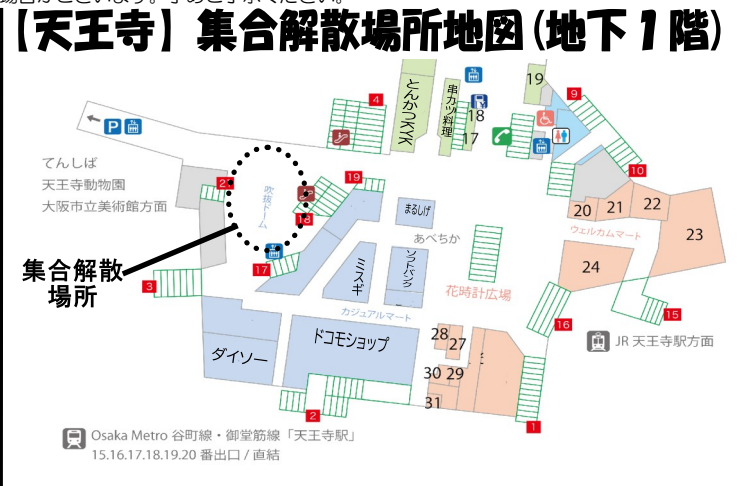 【天王寺】集合解散場所地図(地下１階)
19
9
4
とんかつKYK
串カツ料理
18
17
P
10
てんしば
天王寺動物園
大阪市立美術館方面
19
吹抜ドーム
18
まるしげ
20
21
22
23
ウェルカムマート
あべちか
集合解散
場所
17
ミスギ
ソフトバンク
24
3
花時計広場
カジュアルマート
15
16
JR 天王寺駅方面
ダイソー
ドコモショップ
28
27
30
29
31
2
1
Osaka Metro 谷町線・御堂筋線「天王寺駅」
15.16.17.18.19.20 番出口 / 直結